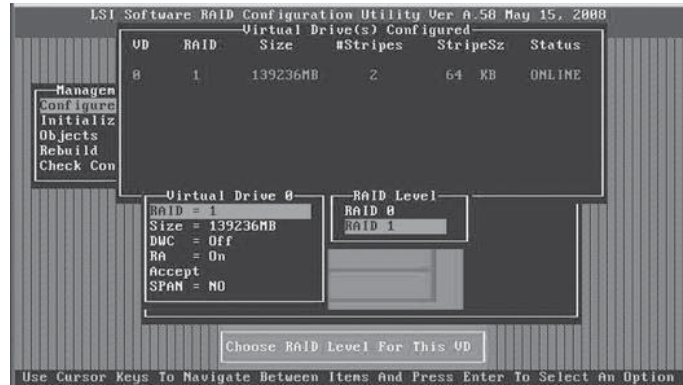 LSI Software RAID Configuration Utility Ver A.58 May 15, 2008
Virtual Drive(s) Configured
VD RAID Size #Stripes StripeSz Status
0 1 139236MB 2 64 KB ONLINE
Managem
Configure
Initializ
Objects
Rebuild
Check Con
Virtual Drive 0
RAID = 1
Size = 139236MB
DWC = Off
RA = On
Accept
SPAN = NO
RAID Level
RAID 0
RAID 1
Choose RAID Level For This VD
Use Cursor Keys To Navigate Between Items And Press Enter To Select An Option